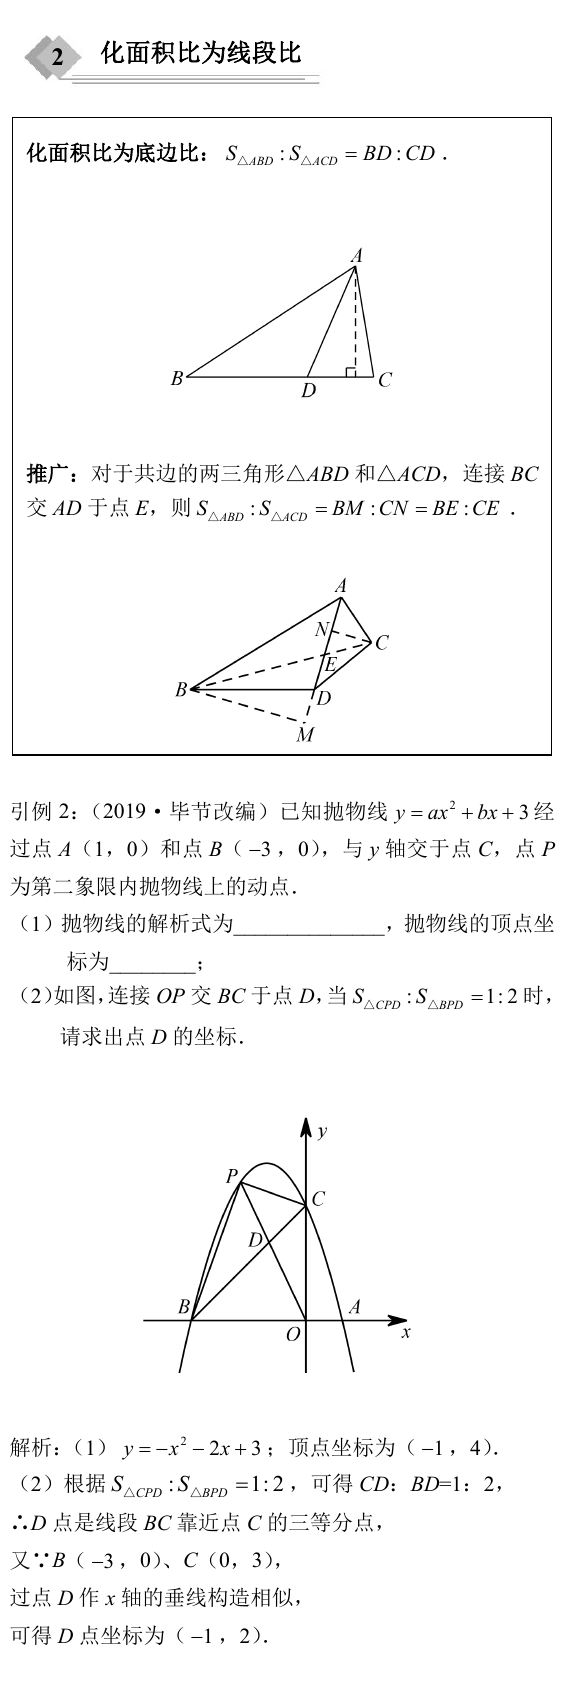 2 化面积比为线段比
化面积比为底边比： S△ABD : S△ACD = BD : CD .
A
B
D
C
推广：对于共边的两三角形△ABD 和△ACD，连接 BC
交 AD 于点 E，则 S△ABD : S△ACD = BM : CN = BE : CE .
A
N
C
E
B
D
M
引例 2：（2019·毕节改编）已知抛物线 y = ax² + bx + 3 经
过点 A（1，0）和点 B（−3，0），与 y 轴交于点 C，点 P
为第二象限内抛物线上的动点．
（1）抛物线的解析式为______________，抛物线的顶点坐
标为________；
（2）如图，连接 OP 交 BC 于点 D，当 S△CPD : S△BPD = 1 : 2 时，
请求出点 D 的坐标．
y
P
C
D
B
A
O
x
解析：（1） y = −x² − 2x + 3；顶点坐标为（−1，4）．
（2）根据 S△CPD : S△BPD = 1 : 2，可得 CD：BD=1：2，
∴D 点是线段 BC 靠近点 C 的三等分点，
又∵B（−3，0）、C（0，3），
过点 D 作 x 轴的垂线构造相似，
可得 D 点坐标为（−1，2）．